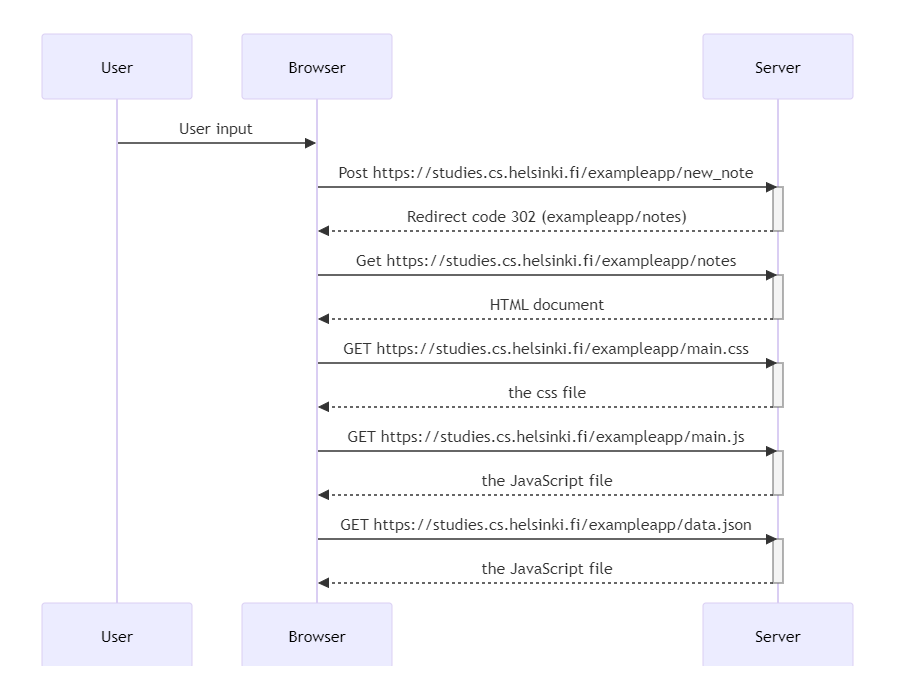 User
Browser
Server
User input
Post https://studies.cs.helsinki.fi/exampleapp/new_note
Redirect code 302 (exampleapp/notes)
Get https://studies.cs.helsinki.fi/exampleapp/notes
HTML document
GET https://studies.cs.helsinki.fi/exampleapp/main.css
the css file
GET https://studies.cs.helsinki.fi/exampleapp/main.js
the JavaScript file
GET https://studies.cs.helsinki.fi/exampleapp/data.json
the JavaScript file
User
Browser
Server